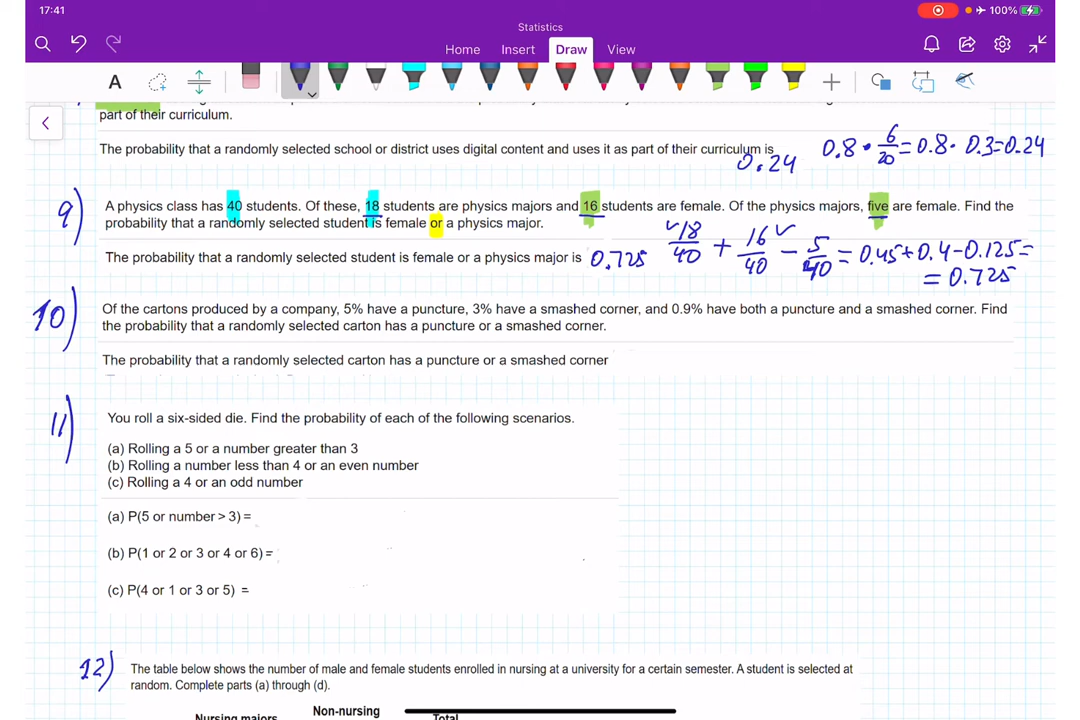 17:41
100%
Statistics
Home Insert Draw View
A
part of their curriculum.
The probability that a randomly selected school or district uses digital content and uses it as part of their curriculum is 0.24
0.8 · 6/20 = 0.8 · 0.3 = 0.24
9) A physics class has 40 students. Of these, 18 students are physics majors and 16 students are female. Of the physics majors, five are female. Find the
probability that a randomly selected student is female or a physics major.
The probability that a randomly selected student is female or a physics major is 0.725
18/40 + 16/40 - 5/40 = 0.45 + 0.4 - 0.125 =
= 0.725
10) Of the cartons produced by a company, 5% have a puncture, 3% have a smashed corner, and 0.9% have both a puncture and a smashed corner. Find
the probability that a randomly selected carton has a puncture or a smashed corner.
The probability that a randomly selected carton has a puncture or a smashed corner
11) You roll a six-sided die. Find the probability of each of the following scenarios.
(a) Rolling a 5 or a number greater than 3
(b) Rolling a number less than 4 or an even number
(c) Rolling a 4 or an odd number
(a) P(5 or number > 3) =
(b) P(1 or 2 or 3 or 4 or 6) =
(c) P(4 or 1 or 3 or 5) =
12) The table below shows the number of male and female students enrolled in nursing at a university for a certain semester. A student is selected at
random. Complete parts (a) through (d).
Non-nursing
Nursing majors Total